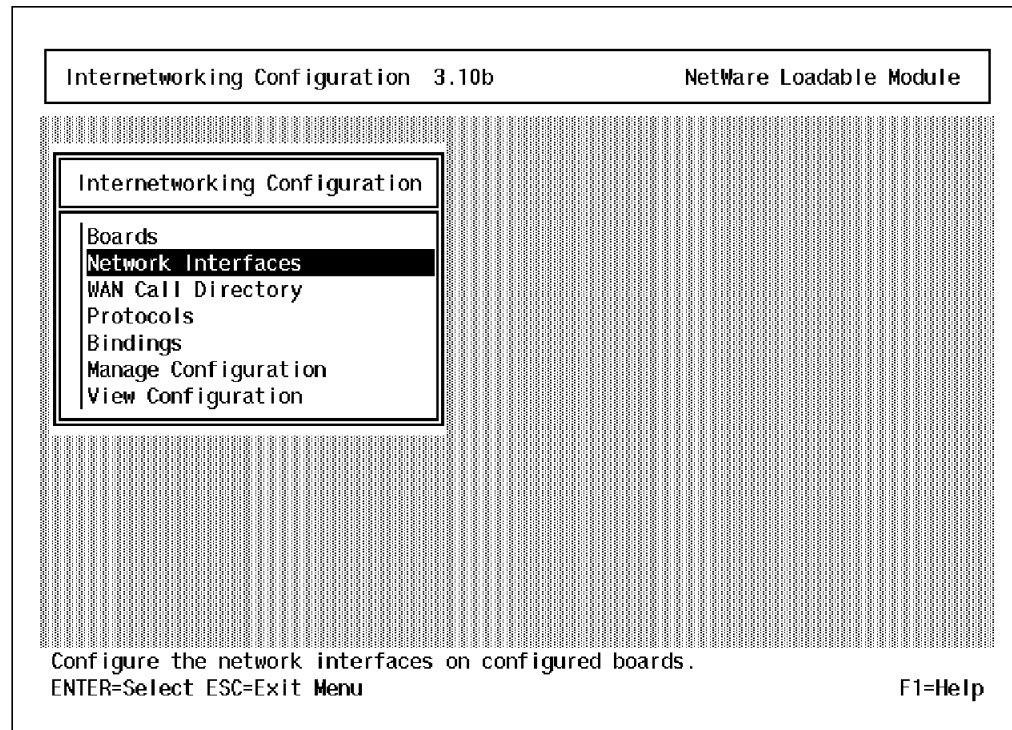 Internetworking Configuration 3.10b NetWare Loadable Module
Internetworking Configuration
Boards
Network Interfaces
WAN Call Directory
Protocols
Bindings
Manage Configuration
View Configuration
Configure the network interfaces on configured boards.
ENTER=Select ESC=Exit Menu F1=Help